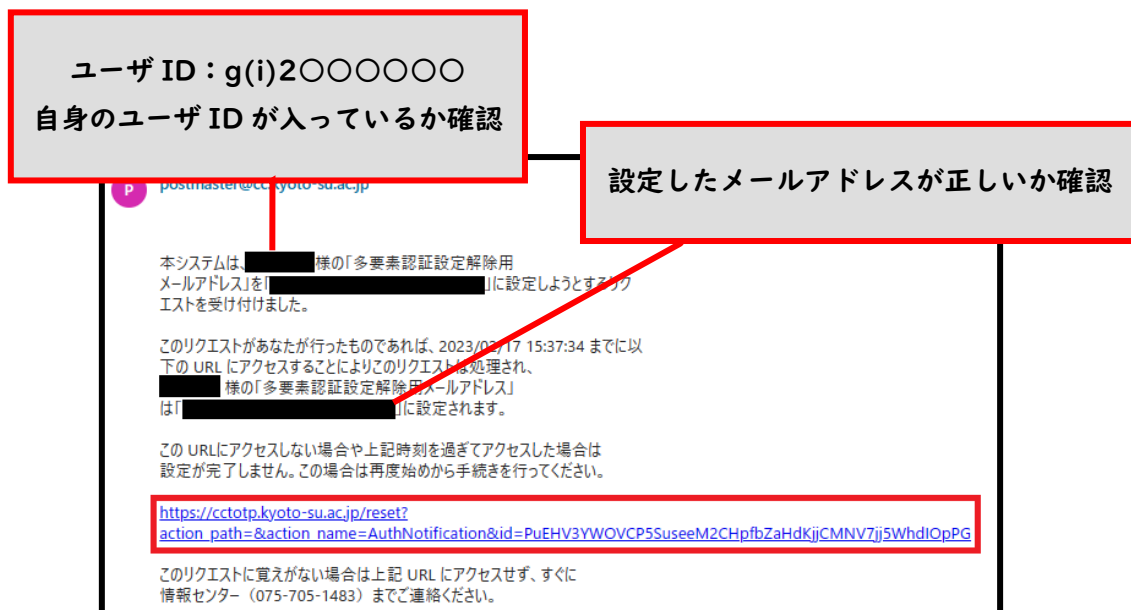 ユーザ ID：g(i)2〇〇〇〇〇〇
自身のユーザ ID が入っているか確認
設定したメールアドレスが正しいか確認
P
postmaster@cc.kyoto-su.ac.jp
本システムは、 様の「多要素認証設定解除用
メールアドレス」を「 」に設定しようとするリク
エストを受け付けました。
このリクエストがあなたが行ったものであれば、2023/02/17 15:37:34 までに以
下の URL にアクセスすることによりこのリクエストは処理され、
様の「多要素認証設定解除用メールアドレス」
は「 」に設定されます。
この URLにアクセスしない場合や上記時刻を過ぎてアクセスした場合は
設定が完了しません。この場合は再度始めから手続きを行ってください。
https://cctotp.kyoto-su.ac.jp/reset?
action_path=&action_name=AuthNotification&id=PuEHV3YWOVCP5SuseeM2CHpfbZaHdKjjCMNV7jj5WhdIOpPG
このリクエストに覚えがない場合は上記 URL にアクセスせず、すぐに
情報センター（075-705-1483）までご連絡ください。